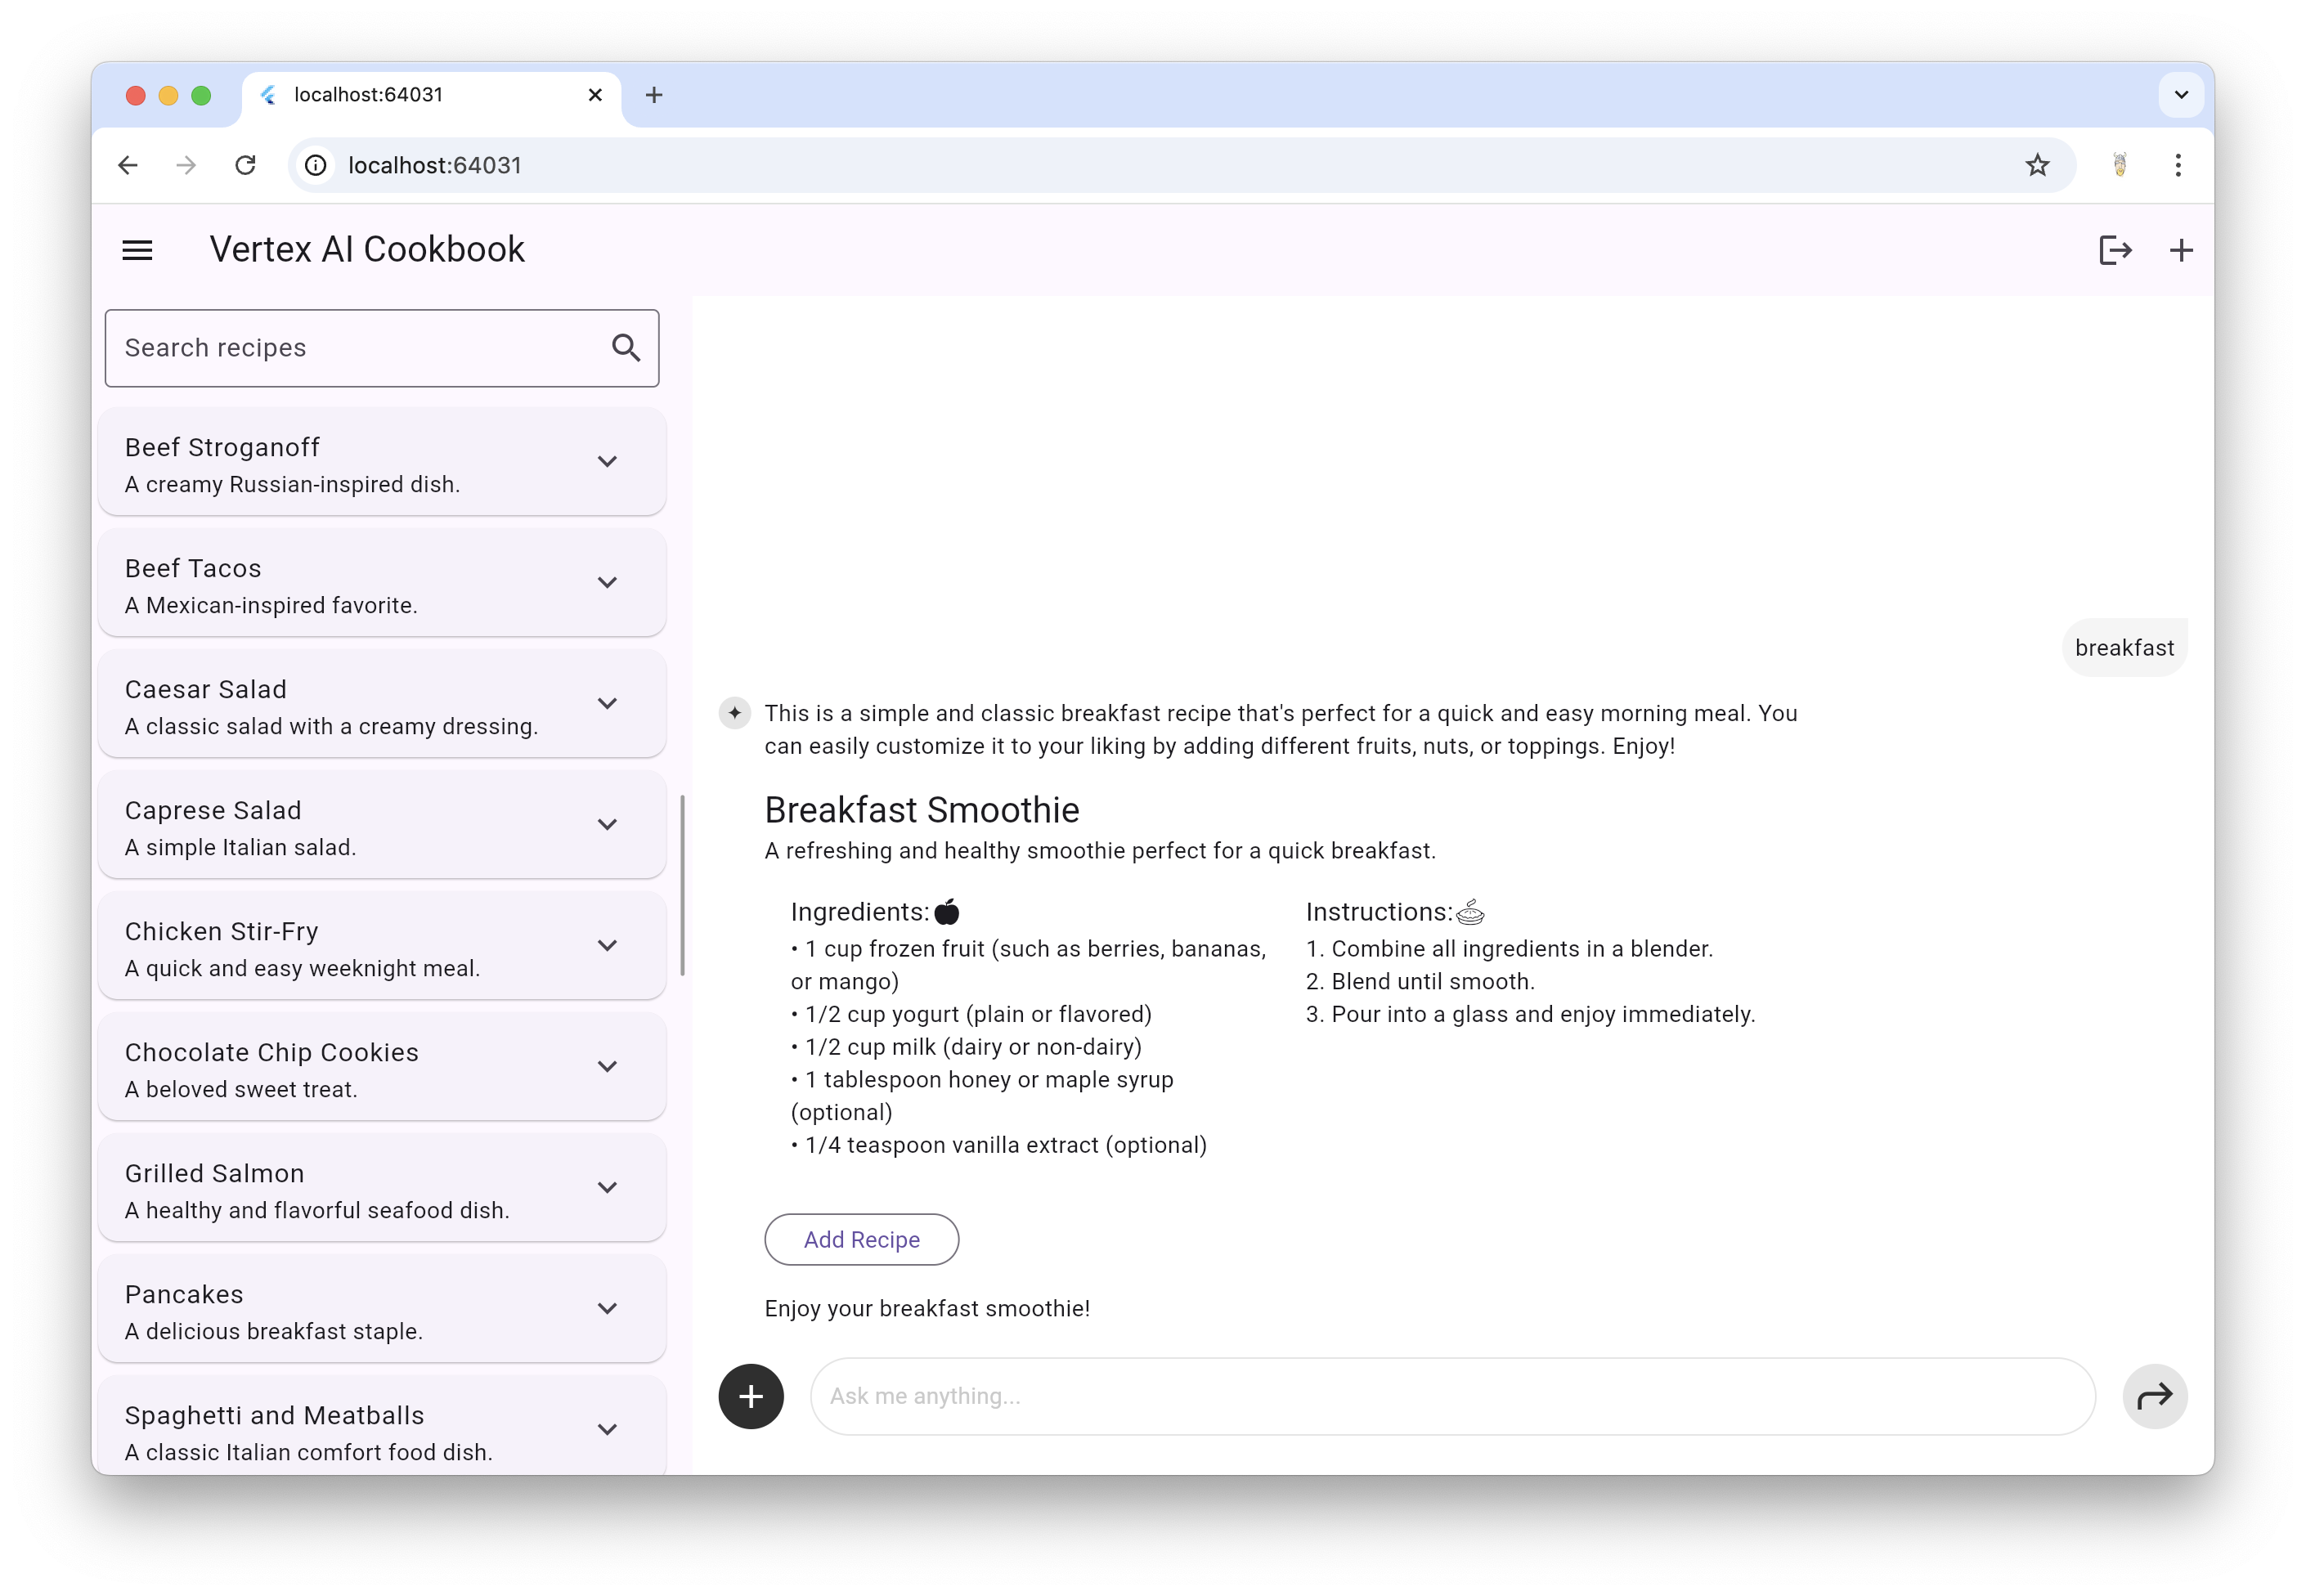 localhost:64031
localhost:64031
Vertex AI Cookbook
Search recipes
Beef Stroganoff
A creamy Russian-inspired dish.
Beef Tacos
A Mexican-inspired favorite.
Caesar Salad
A classic salad with a creamy dressing.
Caprese Salad
A simple Italian salad.
Chicken Stir-Fry
A quick and easy weeknight meal.
Chocolate Chip Cookies
A beloved sweet treat.
Grilled Salmon
A healthy and flavorful seafood dish.
Pancakes
A delicious breakfast staple.
Spaghetti and Meatballs
A classic Italian comfort food dish.
breakfast
This is a simple and classic breakfast recipe that's perfect for a quick and easy morning meal. You
can easily customize it to your liking by adding different fruits, nuts, or toppings. Enjoy!
Breakfast Smoothie
A refreshing and healthy smoothie perfect for a quick breakfast.
Ingredients:
• 1 cup frozen fruit (such as berries, bananas,
or mango)
• 1/2 cup yogurt (plain or flavored)
• 1/2 cup milk (dairy or non-dairy)
• 1 tablespoon honey or maple syrup
(optional)
• 1/4 teaspoon vanilla extract (optional)
Instructions:
1. Combine all ingredients in a blender.
2. Blend until smooth.
3. Pour into a glass and enjoy immediately.
Add Recipe
Enjoy your breakfast smoothie!
Ask me anything...